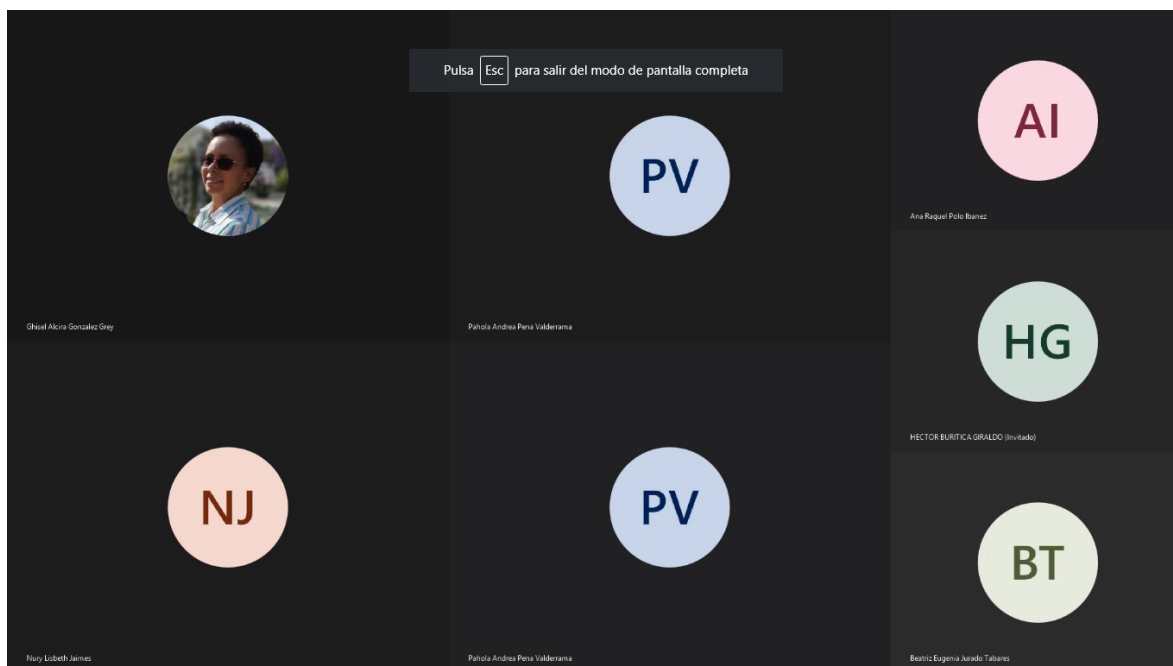 Pulsa Esc para salir del modo de pantalla completa
Ghisel Alcira Gonzalez Grey
PV
Pahola Andrea Pena Valderrama
AI
Ana Raquel Polo Ibanez
HG
HECTOR BURITICA GIRALDO (Invitado)
NJ
Nury Lisbeth Jaimes
PV
Pahola Andrea Pena Valderrama
BT
Beatriz Eugenia Jurado Tabares